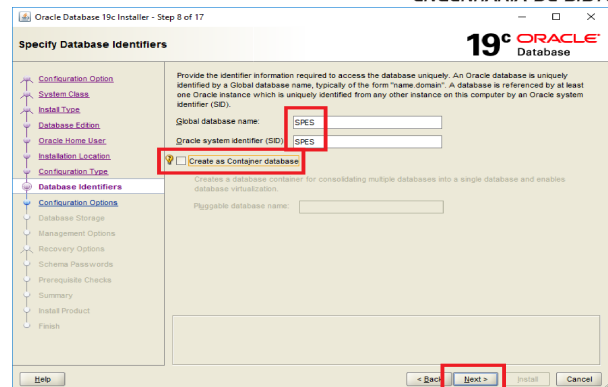 ENGENHARIA DE SIST
Oracle Database 19c Installer - Step 8 of 17
Specify Database Identifiers
19c ORACLE
Database
Configuration Option
System Class
Install Type
Database Edition
Oracle Home User
Installation Location
Configuration Type
Database Identifiers
Configuration Options
Database Storage
Management Options
Recovery Options
Schema Passwords
Prerequisite Checks
Summary
Install Product
Finish
Provide the identifier information required to access the database uniquely. An Oracle database is uniquely
identified by a Global database name, typically of the form "name.domain". A database is referenced by at least
one Oracle instance which is uniquely identified from any other instance on this computer by an Oracle system
identifier (SID).
Global database name: SPES
Oracle system identifier (SID): SPES
Create as Container database
Creates a database container for consolidating multiple databases into a single database and enables
database virtualization.
Pluggable database name:
Help
< Back
Next >
Install
Cancel